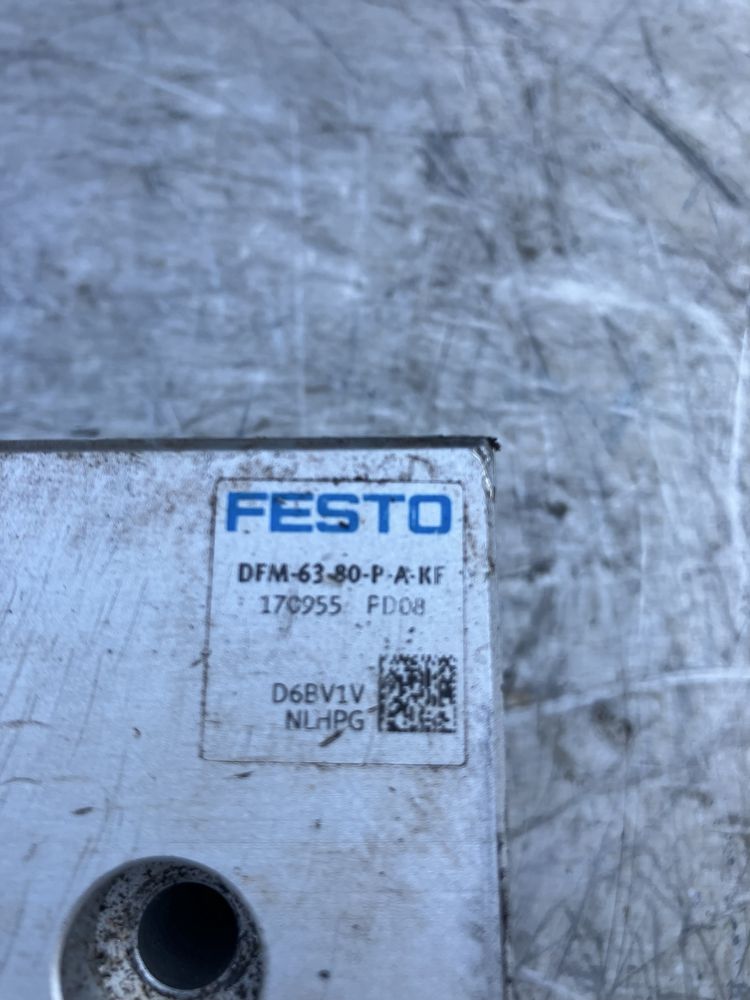 FESTO
DFM-63-80-P-A-KF
170955 FD08
D6BV1V
NLHPG